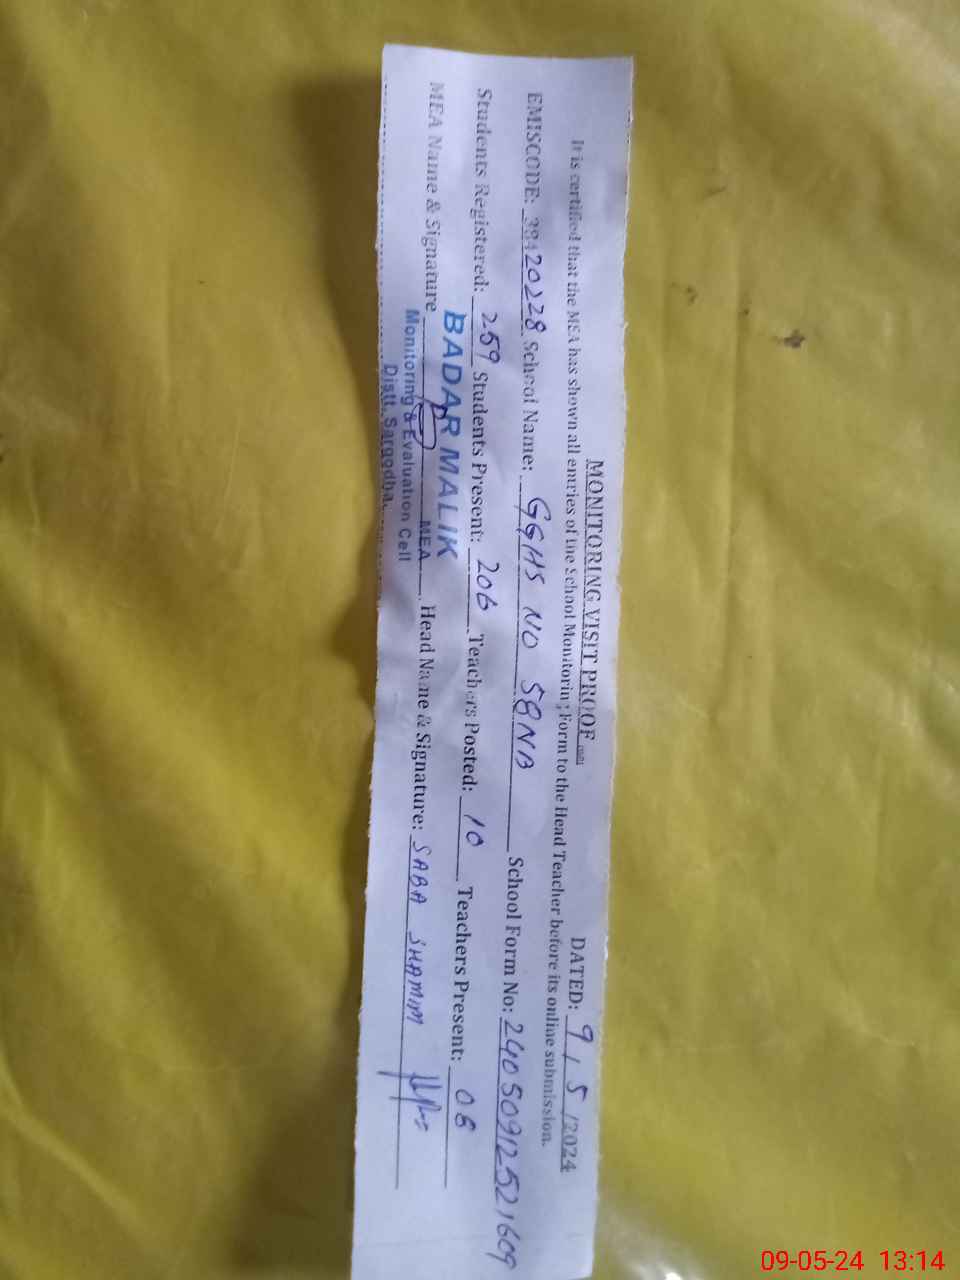 MONITORING VISIT PROOF
DATED: 9/5/2024
It is certified that the MEA has shown all entries of the School Monitoring Form to the Head Teacher before its online submission.
EMISCODE: 38420228 School Name: GGHS NO 58NB School Form No: 24050912521609
Students Registered: 259 Students Present: 206 Teachers Posted: 10 Teachers Present: 08
BADAR MALIK
MEA Name & Signature MEA Head Name & Signature: SABA SHAMIM
Monitoring & Evaluation Cell
Distt. Sargodha.
09-05-24 13:14